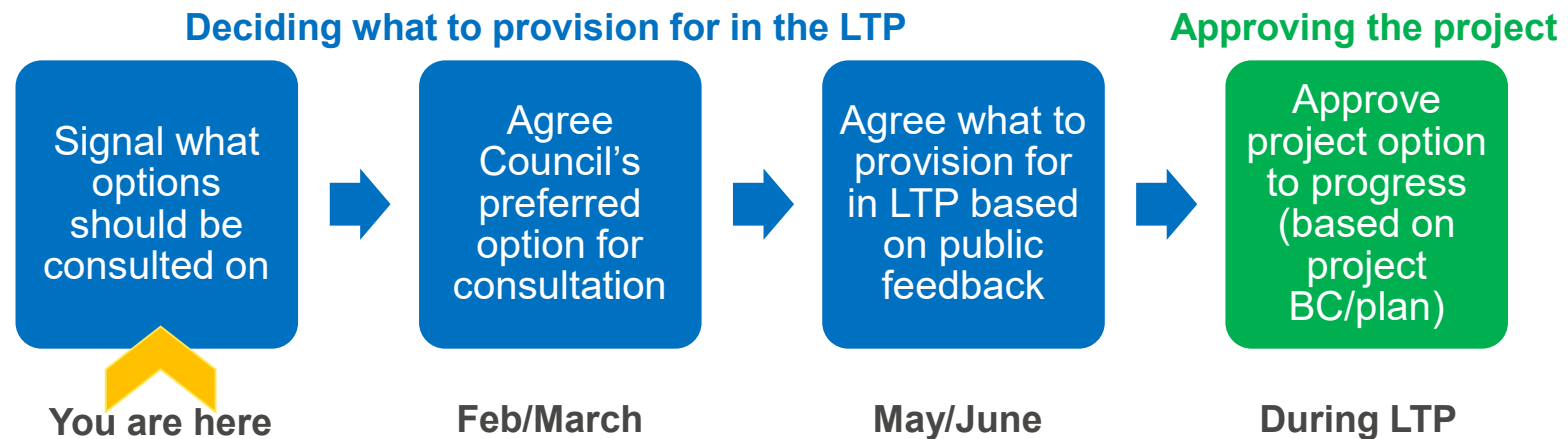 Deciding what to provision for in the LTP
Approving the project
Signal what
options
should be
consulted on
Agree
Council’s
preferred
option for
consultation
Agree what to
provision for
in LTP based
on public
feedback
Approve
project option
to progress
(based on
project
BC/plan)
You are here
Feb/March
May/June
During LTP